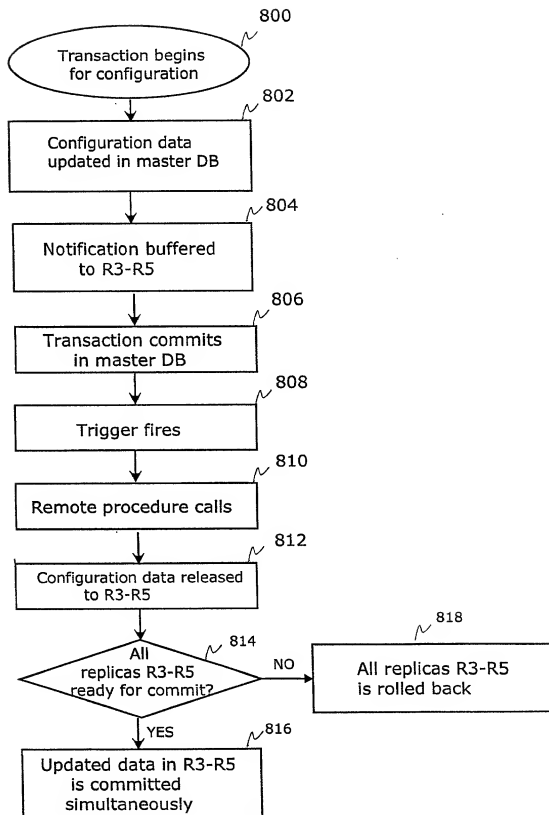 800
Transaction begins
for configuration
802
Configuration data
updated in master DB
804
Notification buffered
to R3-R5
806
Transaction commits
in master DB
808
Trigger fires
810
Remote procedure calls
812
Configuration data released
to R3-R5
814
All
replicas R3-R5
ready for commit?
NO
818
All replicas R3-R5
is rolled back
YES
816
Updated data in R3-R5
is committed
simultaneously